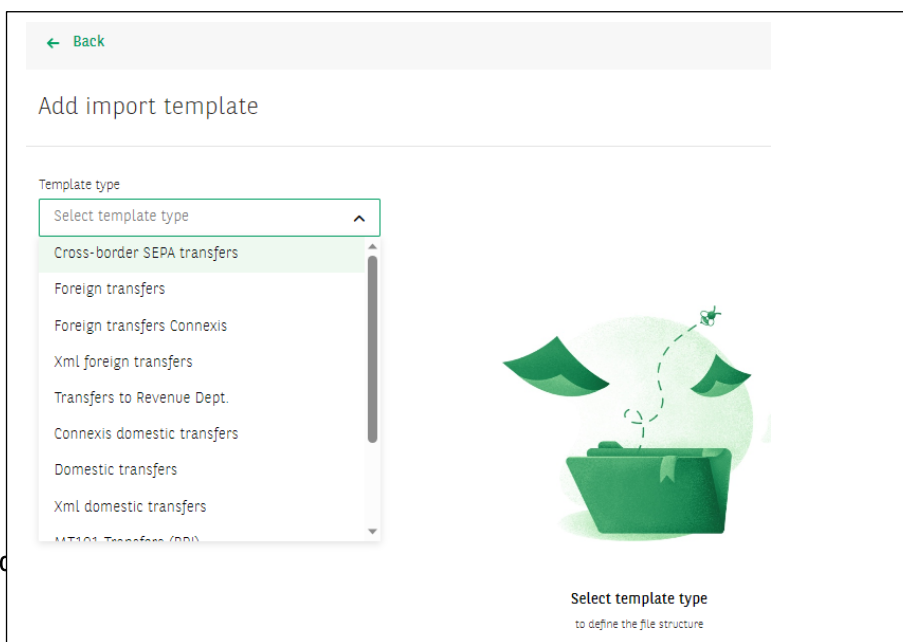 ← Back
Add import template
Template type
Select template type
Cross-border SEPA transfers
Foreign transfers
Foreign transfers Connexis
Xml foreign transfers
Transfers to Revenue Dept.
Connexis domestic transfers
Domestic transfers
Xml domestic transfers
MT101 Transfers
Select template type
to define the file structure